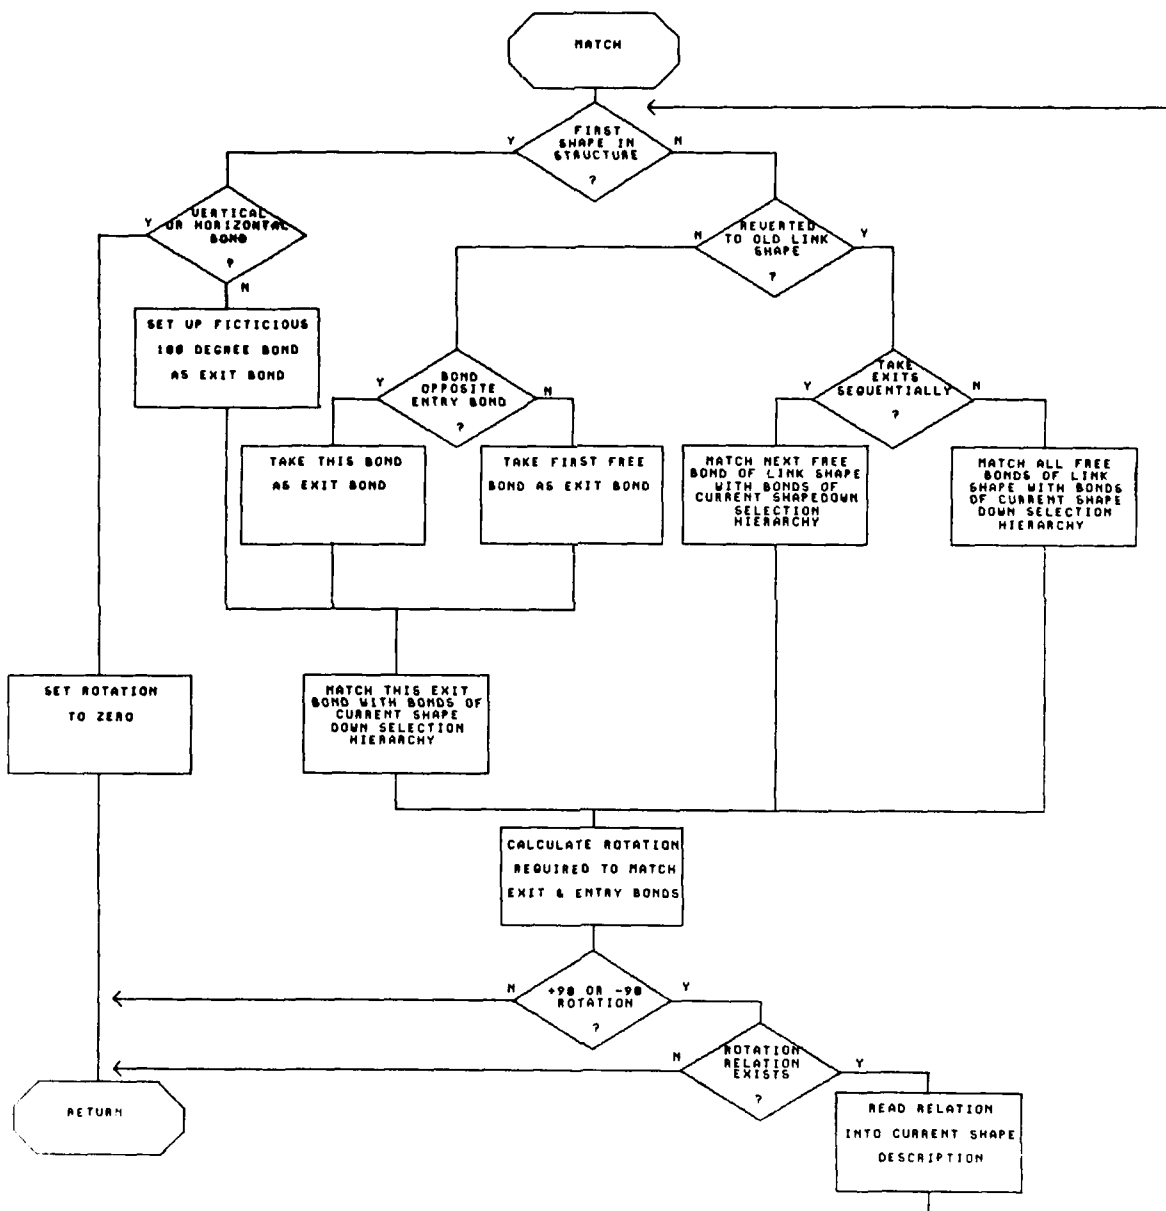 MATCH
FIRST
SHAPE IN
STRUCTURE
?
Y
N
VERTICAL
OR HORIZONTAL
BOND
?
Y
N
REVERTED
TO OLD LINK
SHAPE
?
N
Y
SET UP FICTICIOUS
180 DEGREE BOND
AS EXIT BOND
BOND
OPPOSITE
ENTRY BOND
?
Y
N
TAKE
EXITS
SEQUENTIALLY
?
Y
N
TAKE THIS BOND
AS EXIT BOND
TAKE FIRST FREE
BOND AS EXIT BOND
MATCH NEXT FREE
BOND OF LINK SHAPE
WITH BONDS OF
CURRENT SHAPEDOWN
SELECTION
HIERARCHY
MATCH ALL FREE
BONDS OF LINK
SHAPE WITH BONDS
OF CURRENT SHAPE
DOWN SELECTION
HIERARCHY
SET ROTATION
TO ZERO
MATCH THIS EXIT
BOND WITH BONDS OF
CURRENT SHAPE
DOWN SELECTION
HIERARCHY
CALCULATE ROTATION
REQUIRED TO MATCH
EXIT & ENTRY BONDS
+90 OR -90
ROTATION
?
N
Y
ROTATION
RELATION
EXISTS
?
N
Y
RETURN
READ RELATION
INTO CURRENT SHAPE
DESCRIPTION